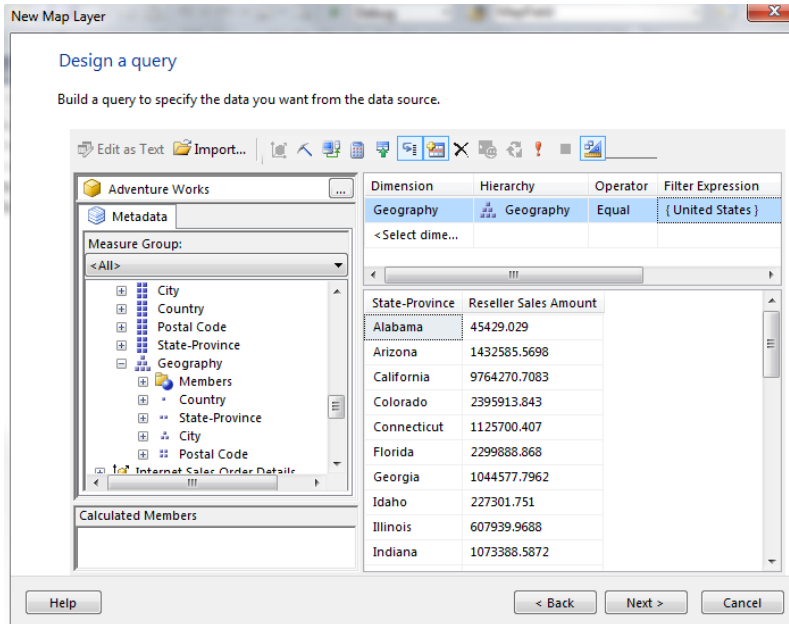 New Map Layer
Design a query
Build a query to specify the data you want from the data source.
Edit as Text Import...
Adventure Works ...
Metadata
Measure Group:
<All>
City
Country
Postal Code
State-Province
Geography
Members
Country
State-Province
City
Postal Code
Internet Sales Order Details
Calculated Members
Dimension Hierarchy Operator Filter Expression
Geography Geography Equal { United States }
<Select dime...
State-Province Reseller Sales Amount
Alabama 45429.029
Arizona 1432585.5698
California 9764270.7083
Colorado 2395913.843
Connecticut 1125700.407
Florida 2299888.868
Georgia 1044577.7962
Idaho 227301.751
Illinois 607939.9688
Indiana 1073388.5872
Help < Back Next > Cancel